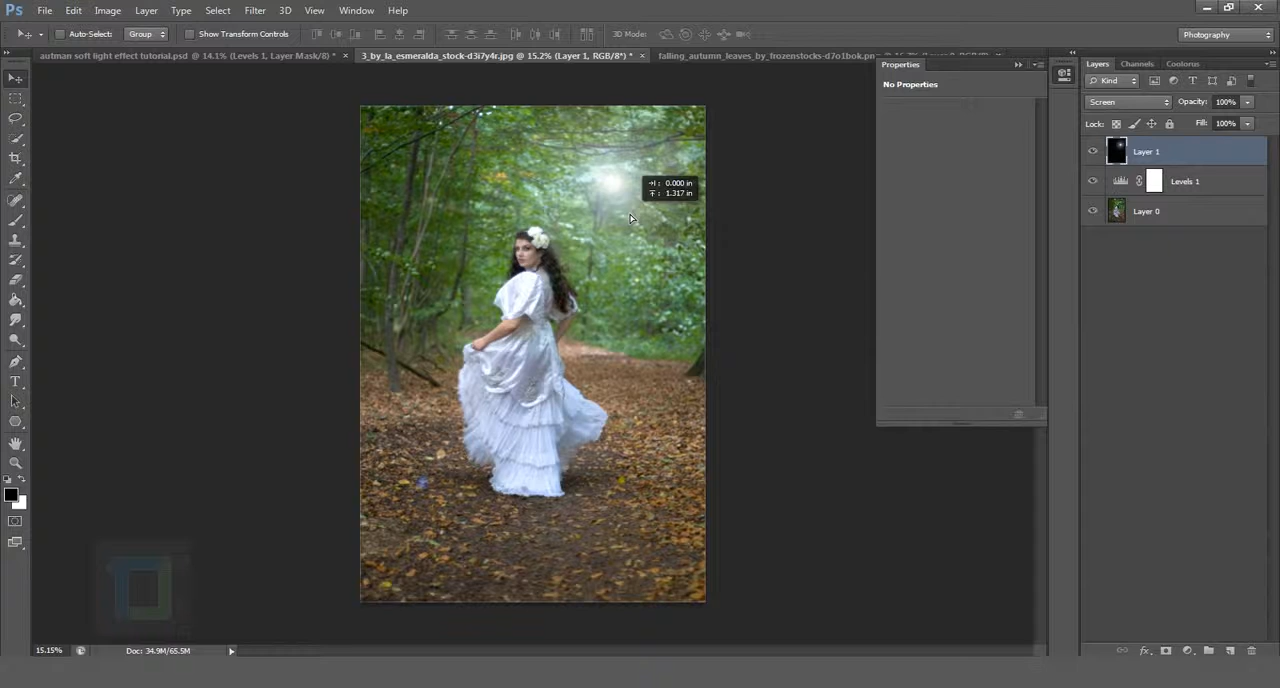 Ps File Edit Image Layer Type Select Filter 3D View Window Help
Auto-Select: Group Show Transform Controls 3D Mode: Photography
autman soft light effect tutorial.psd @ 14.1% (Levels 1, Layer Mask/8) * × 3_by_la_esmeralda_stock-d3i7y4r.jpg @ 15.2% (Layer 1, RGB/8*) * × falling_autumn_leaves_by_frozenstocks-d7o1bok.png
Properties
No Properties
Layers Channels Coolorus
Kind
Screen Opacity: 100%
Lock: Fill: 100%
Layer 1
Levels 1
Layer 0
→I : 0.000 in
: 1.317 in
T
15.15% Doc: 34.9M/65.5M
fx